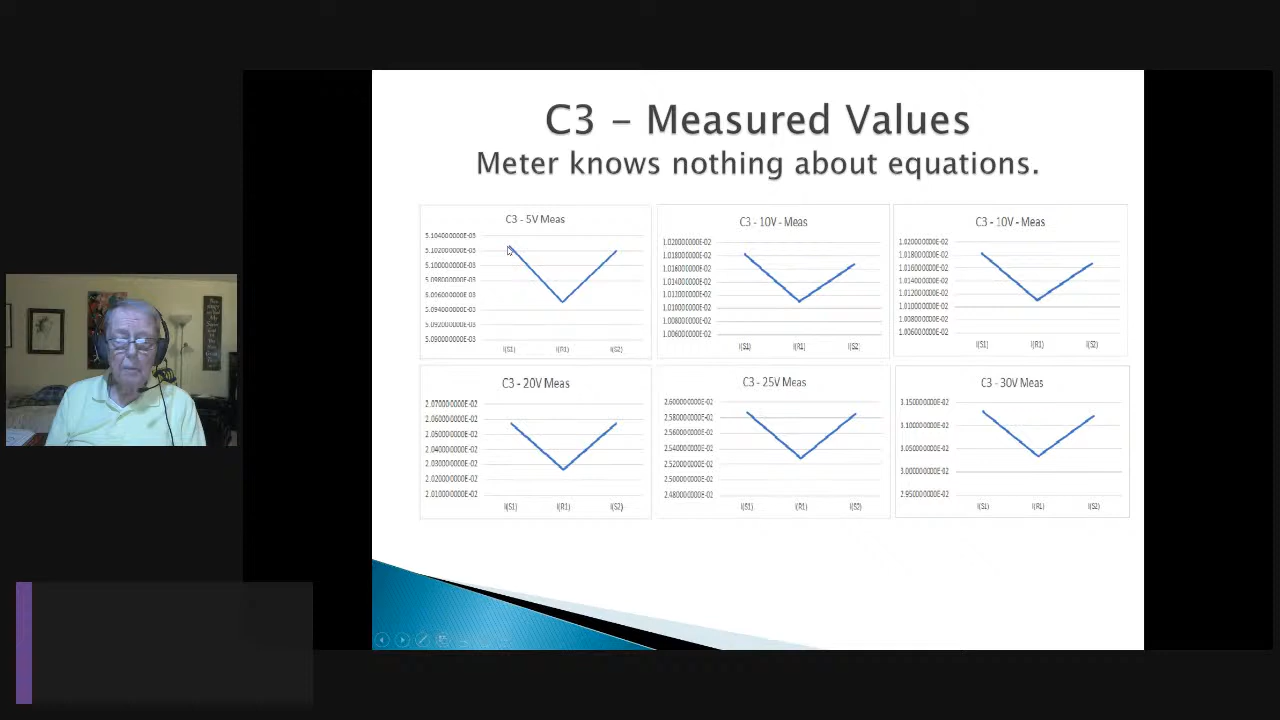 C3 - Measured Values
Meter knows nothing about equations.
C3 - 5V Meas
5.104000000E-03
5.102000000E-03
5.100000000E-03
5.098000000E-03
5.096000000E-03
5.094000000E-03
5.092000000E-03
5.090000000E-03
I(S1) I(R1) I(S2)
C3 - 10V - Meas
1.020000000E-02
1.018000000E-02
1.016000000E-02
1.014000000E-02
1.012000000E-02
1.010000000E-02
1.008000000E-02
1.006000000E-02
I(S1) I(R1) I(S2)
C3 - 10V - Meas
1.020000000E-02
1.018000000E-02
1.016000000E-02
1.014000000E-02
1.012000000E-02
1.010000000E-02
1.008000000E-02
1.006000000E-02
I(S1) I(R1) I(S2)
C3 - 20V Meas
2.070000000E-02
2.060000000E-02
2.050000000E-02
2.040000000E-02
2.030000000E-02
2.020000000E-02
2.010000000E-02
I(S1) I(R1) I(S2)
C3 - 25V Meas
2.600000000E-02
2.580000000E-02
2.560000000E-02
2.540000000E-02
2.520000000E-02
2.500000000E-02
2.480000000E-02
I(S1) I(R1) I(S2)
C3 - 30V Meas
3.150000000E-02
3.100000000E-02
3.050000000E-02
3.000000000E-02
2.950000000E-02
I(S1) I(R1) I(S2)